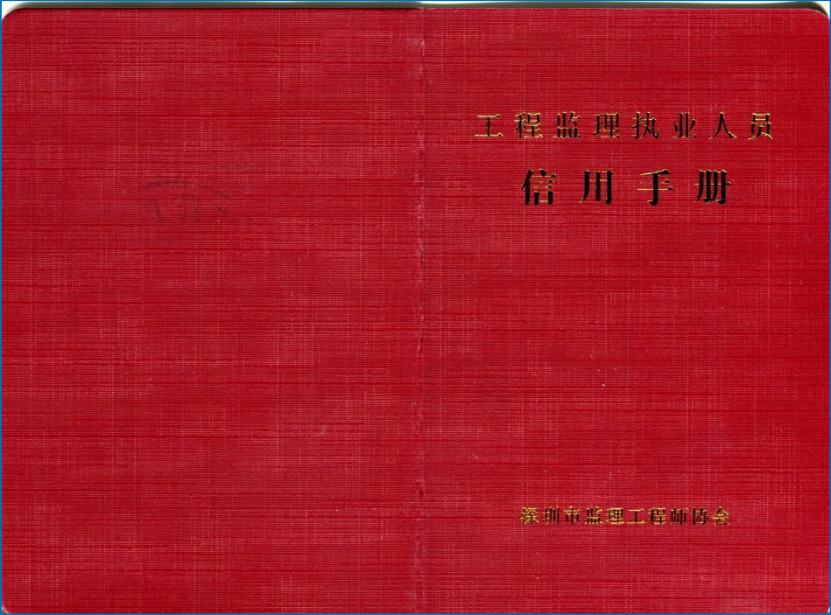 工程监理执业人员
信用手册
深圳市监理工程师协会